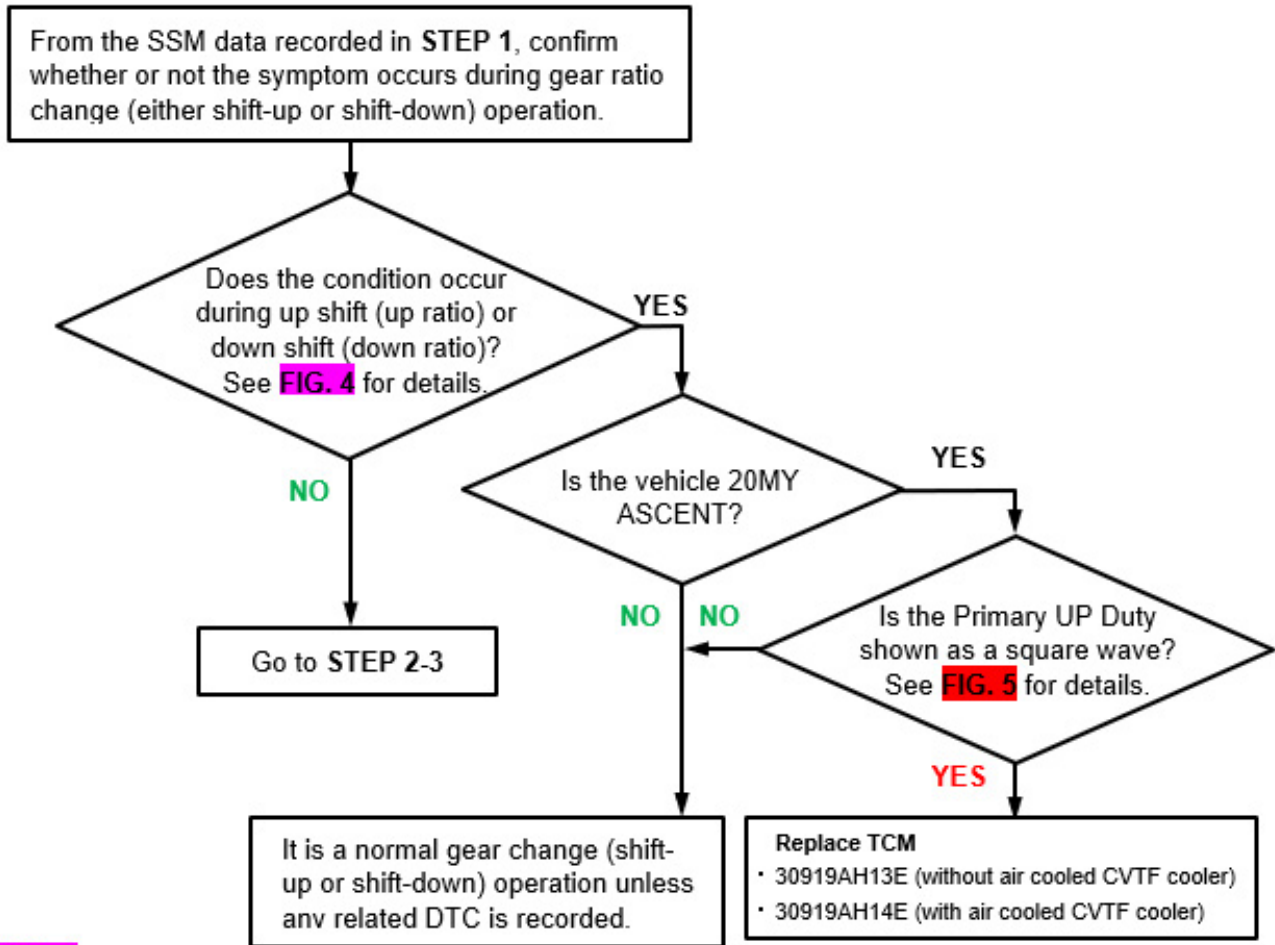 From the SSM data recorded in STEP 1, confirm
whether or not the symptom occurs during gear ratio
change (either shift-up or shift-down) operation.
Does the condition occur
during up shift (up ratio) or
down shift (down ratio)?
See FIG. 4 for details.
YES
NO
Go to STEP 2-3
Is the vehicle 20MY
ASCENT?
YES
NO
NO
Is the Primary UP Duty
shown as a square wave?
See FIG. 5 for details.
YES
It is a normal gear change (shift-
up or shift-down) operation unless
any related DTC is recorded.
Replace TCM
· 30919AH13E (without air cooled CVTF cooler)
· 30919AH14E (with air cooled CVTF cooler)